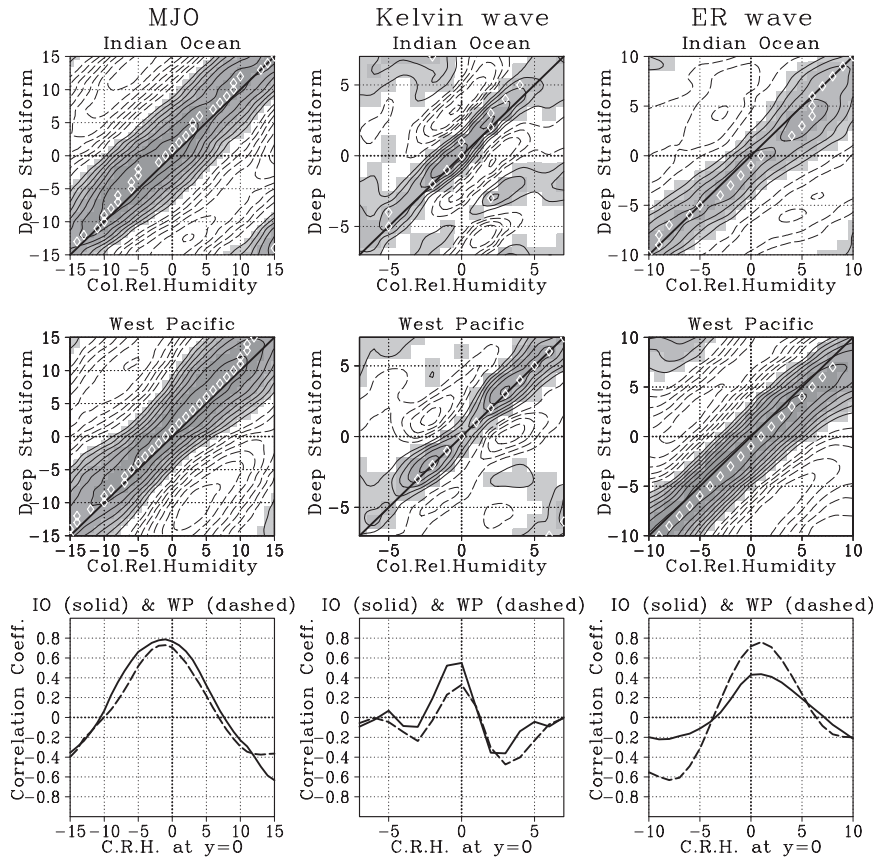 MJO Kelvin wave ER wave
Indian Ocean Indian Ocean Indian Ocean
Deep Stratiform Deep Stratiform Deep Stratiform
15 10 5 0 −5 −10 −15
5 0 −5
10 5 0 −5 −10
−15 −10 −5 0 5 10 15
−5 0 5
−10 −5 0 5 10
Col.Rel.Humidity Col.Rel.Humidity Col.Rel.Humidity
West Pacific West Pacific West Pacific
Deep Stratiform Deep Stratiform Deep Stratiform
15 10 5 0 −5 −10 −15
5 0 −5
10 5 0 −5 −10
−15 −10 −5 0 5 10 15
−5 0 5
−10 −5 0 5 10
Col.Rel.Humidity Col.Rel.Humidity Col.Rel.Humidity
IO (solid) & WP (dashed) IO (solid) & WP (dashed) IO (solid) & WP (dashed)
Correlation Coeff. Correlation Coeff. Correlation Coeff.
0.8 0.6 0.4 0.2 0 −0.2 −0.4 −0.6 −0.8
0.8 0.6 0.4 0.2 0 −0.2 −0.4 −0.6 −0.8
0.8 0.6 0.4 0.2 0 −0.2 −0.4 −0.6 −0.8
−15 −10 −5 0 5 10 15
−5 0 5
−10 −5 0 5 10
C.R.H. at y=0 C.R.H. at y=0 C.R.H. at y=0